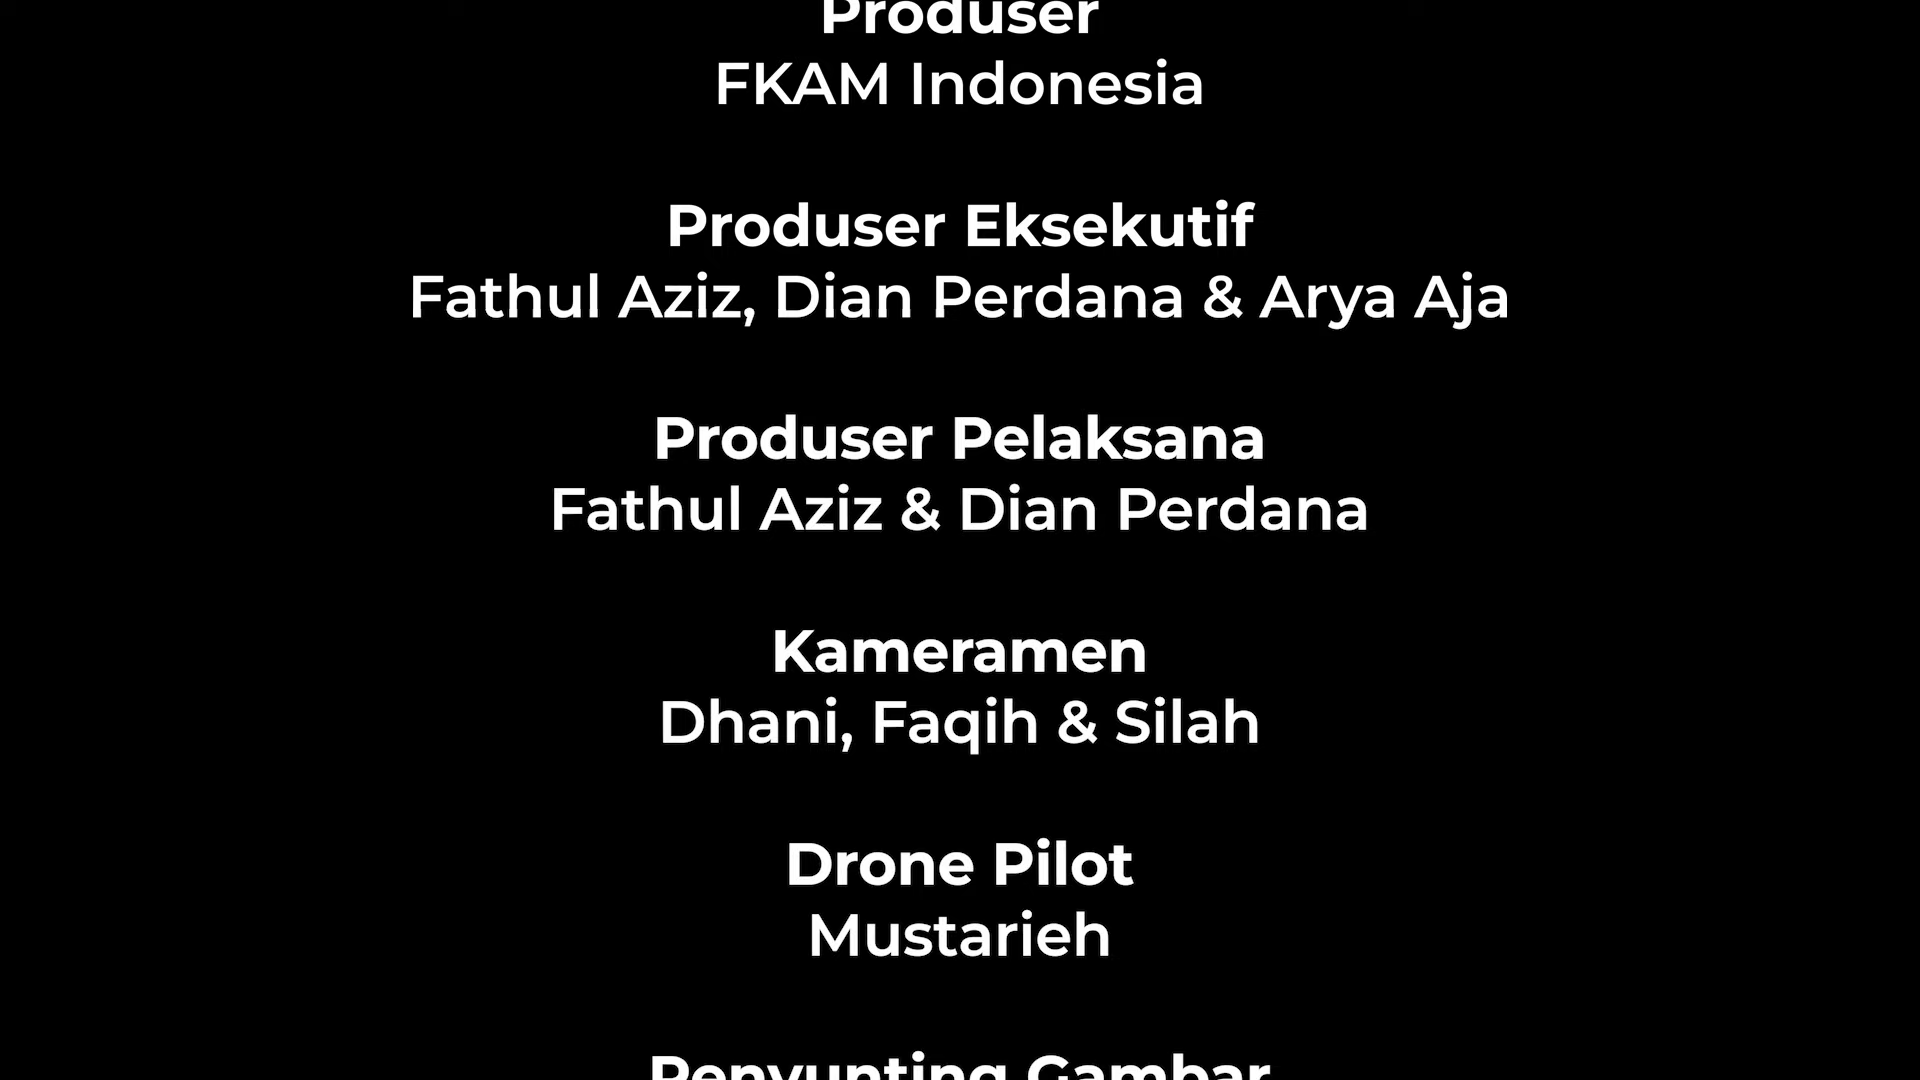 Produser
FKAM Indonesia
Produser Eksekutif
Fathul Aziz, Dian Perdana & Arya Aja
Produser Pelaksana
Fathul Aziz & Dian Perdana
Kameramen
Dhani, Faqih & Silah
Drone Pilot
Mustarieh
Penyunting Gambar